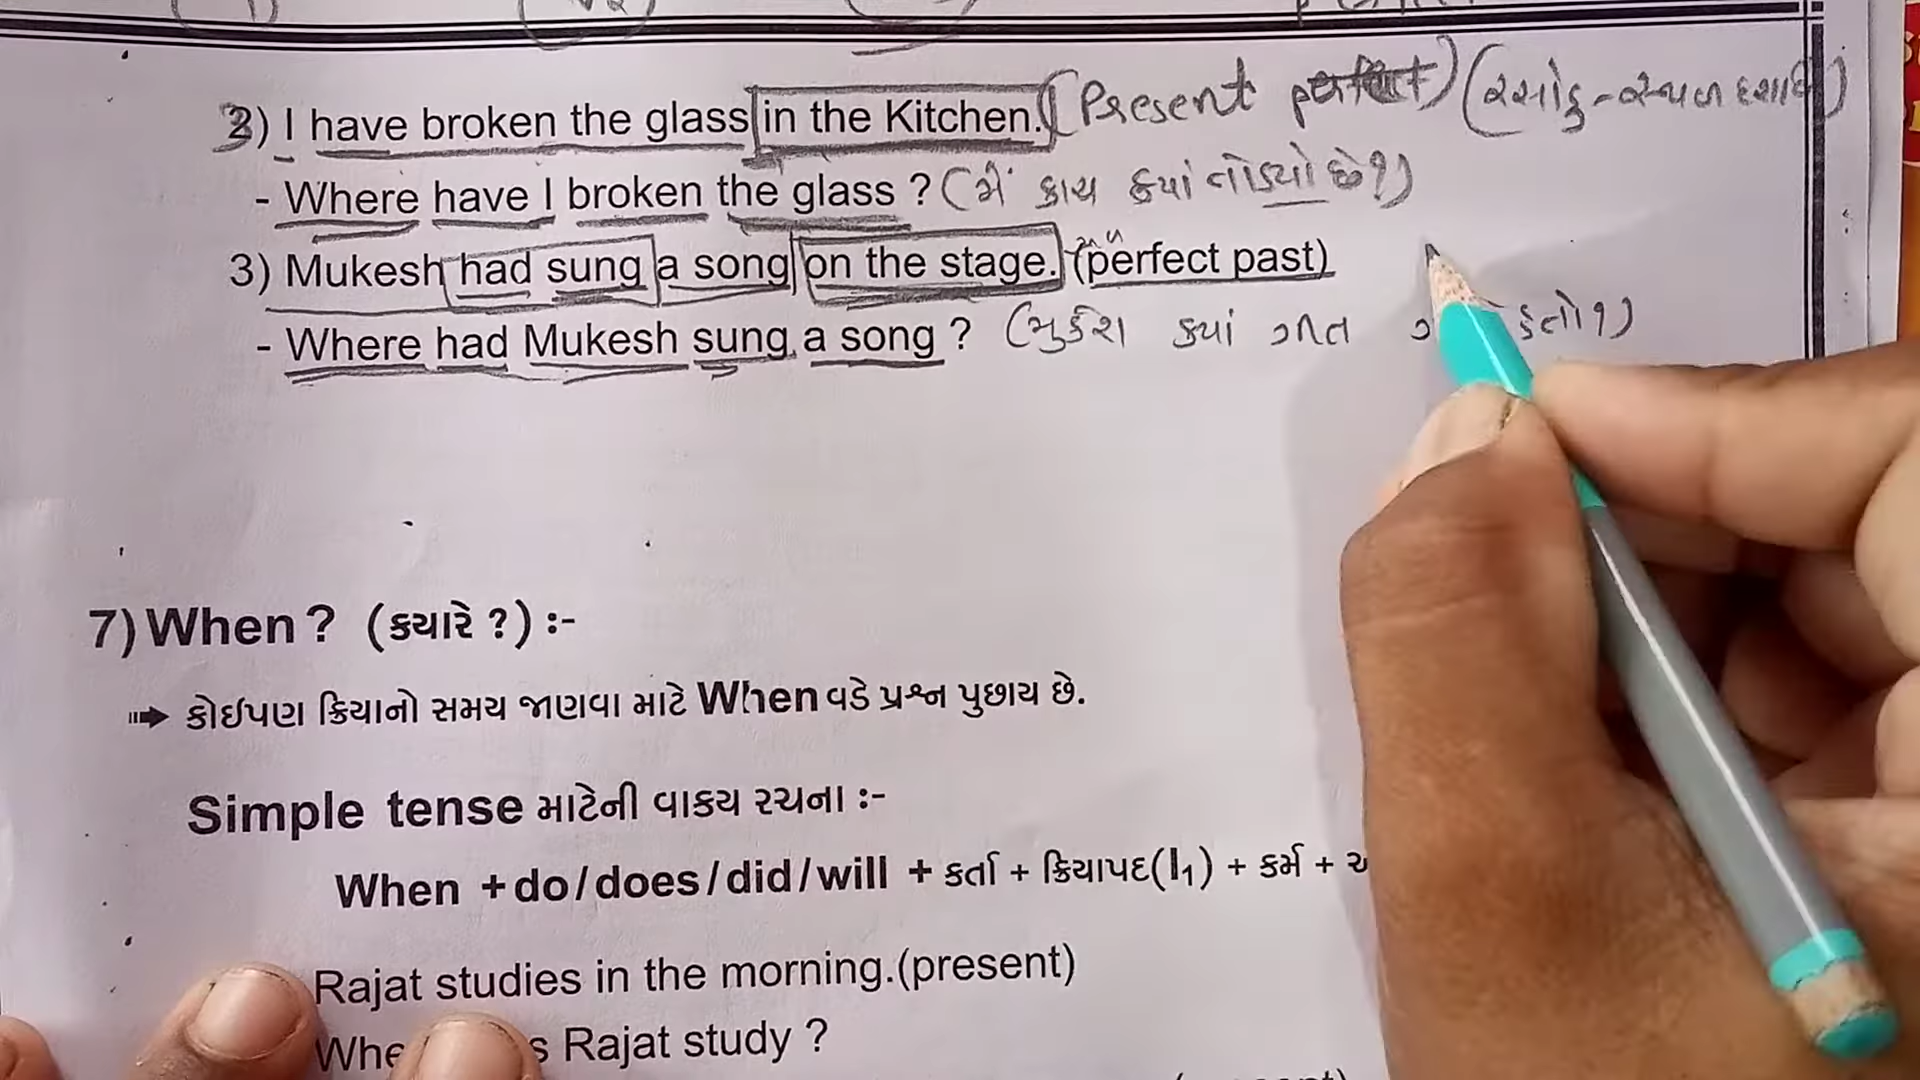 3) I have broken the glass in the Kitchen. (Present perfect) (રસોડુ-સ્થળ દર્શાવે)
- Where have I broken the glass ? (મેં કાચ ક્યાં તોડ્યો છે?)
3) Mukesh had sung a song on the stage. (perfect past)
- Where had Mukesh sung a song ? (મુકેશ ક્યાં ગીત હતો?)
7) When ? (ક્યારે ?) :-
કોઈપણ ક્રિયાનો સમય જાણવા માટે When વડે પ્રશ્ન પુછાય છે.
Simple tense માટેની વાક્ય રચના :-
When + do/does/did/will + કર્તા + ક્રિયાપદ(I₁) + કર્મ +
Rajat studies in the morning.(present)
Rajat study ?